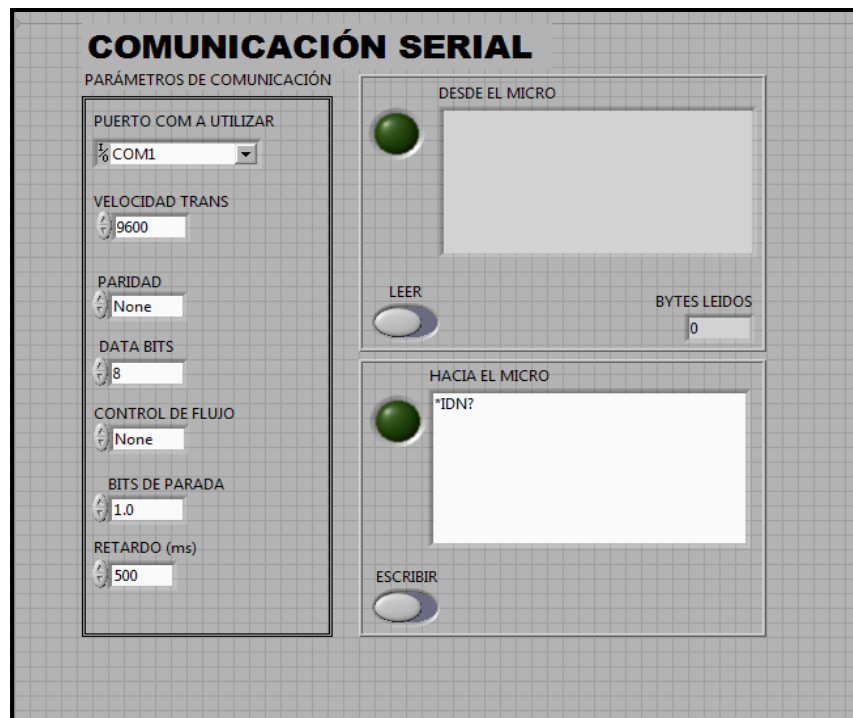 COMUNICACIÓN SERIAL
PARÁMETROS DE COMUNICACIÓN
PUERTO COM A UTILIZAR
I/O COM1
VELOCIDAD TRANS
9600
PARIDAD
None
DATA BITS
8
CONTROL DE FLUJO
None
BITS DE PARADA
1.0
RETARDO (ms)
500
DESDE EL MICRO
LEER
BYTES LEIDOS
0
HACIA EL MICRO
*IDN?
ESCRIBIR